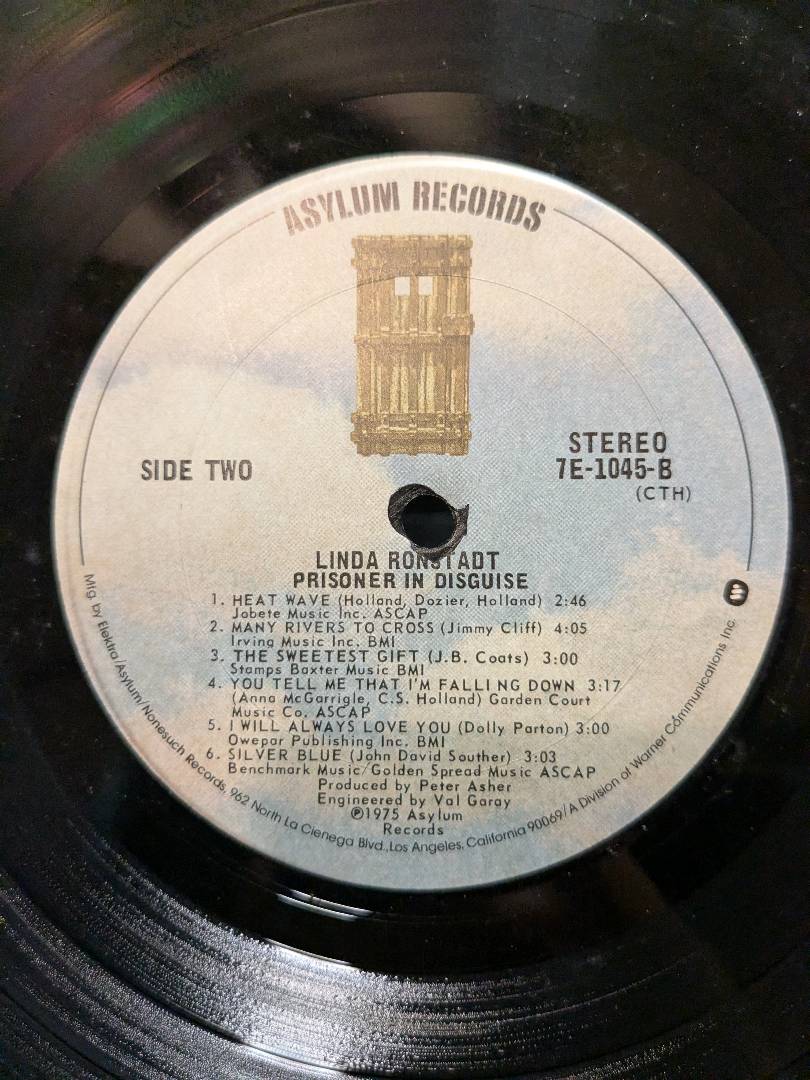 ASYLUM RECORDS
SIDE TWO
STEREO
7E-1045-B
(CTH)
LINDA RONSTADT
PRISONER IN DISGUISE
1. HEAT WAVE (Holland, Dozier, Holland) 2:46
Jobete Music Inc. ASCAP
2. MANY RIVERS TO CROSS (Jimmy Cliff) 4:05
Irving Music Inc. BMI
3. THE SWEETEST GIFT (J.B. Coats) 3:00
Stamps Baxter Music BMI
4. YOU TELL ME THAT I'M FALLING DOWN 3:17
(Anna McGarrigle, C.S. Holland) Garden Court
Music Co. ASCAP
5. I WILL ALWAYS LOVE YOU (Dolly Parton) 3:00
Owepar Publishing Inc. BMI
6. SILVER BLUE (John David Souther) 3:03
Benchmark Music/Golden Spread Music ASCAP
Produced by Peter Asher
Engineered by Val Garay
℗1975 Asylum
Records
Mfg. by Elektra/Asylum/Nonesuch Records, 962 North La Cienega Blvd., Los Angeles, California 90069/A Division of Warner Communications Inc.